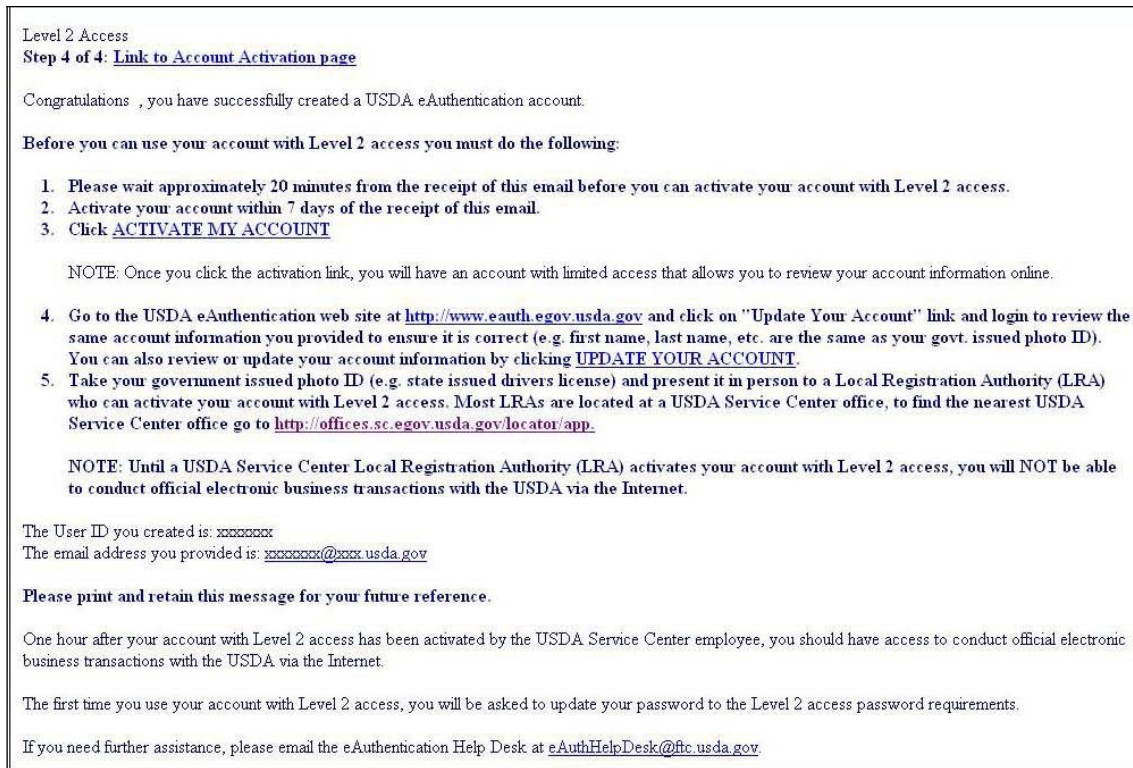 Level 2 Access
Step 4 of 4: Link to Account Activation page
Congratulations , you have successfully created a USDA eAuthentication account.
Before you can use your account with Level 2 access you must do the following:
1. Please wait approximately 20 minutes from the receipt of this email before you can activate your account with Level 2 access.
2. Activate your account within 7 days of the receipt of this email.
3. Click ACTIVATE MY ACCOUNT
NOTE: Once you click the activation link, you will have an account with limited access that allows you to review your account information online.
4. Go to the USDA eAuthentication web site at http://www.eauth.egov.usda.gov and click on "Update Your Account" link and login to review the
same account information you provided to ensure it is correct (e.g. first name, last name, etc. are the same as your govt. issued photo ID).
You can also review or update your account information by clicking UPDATE YOUR ACCOUNT.
5. Take your government issued photo ID (e.g. state issued drivers license) and present it in person to a Local Registration Authority (LRA)
who can activate your account with Level 2 access. Most LRAs are located at a USDA Service Center office, to find the nearest USDA
Service Center office go to http://offices.sc.egov.usda.gov/locator/app.
NOTE: Until a USDA Service Center Local Registration Authority (LRA) activates your account with Level 2 access, you will NOT be able
to conduct official electronic business transactions with the USDA via the Internet.
The User ID you created is: xxxxxxx
The email address you provided is: xxxxxxx@xxx.usda.gov
Please print and retain this message for your future reference.
One hour after your account with Level 2 access has been activated by the USDA Service Center employee, you should have access to conduct official electronic
business transactions with the USDA via the Internet.
The first time you use your account with Level 2 access, you will be asked to update your password to the Level 2 access password requirements.
If you need further assistance, please email the eAuthentication Help Desk at eAuthHelpDesk@ftc.usda.gov.